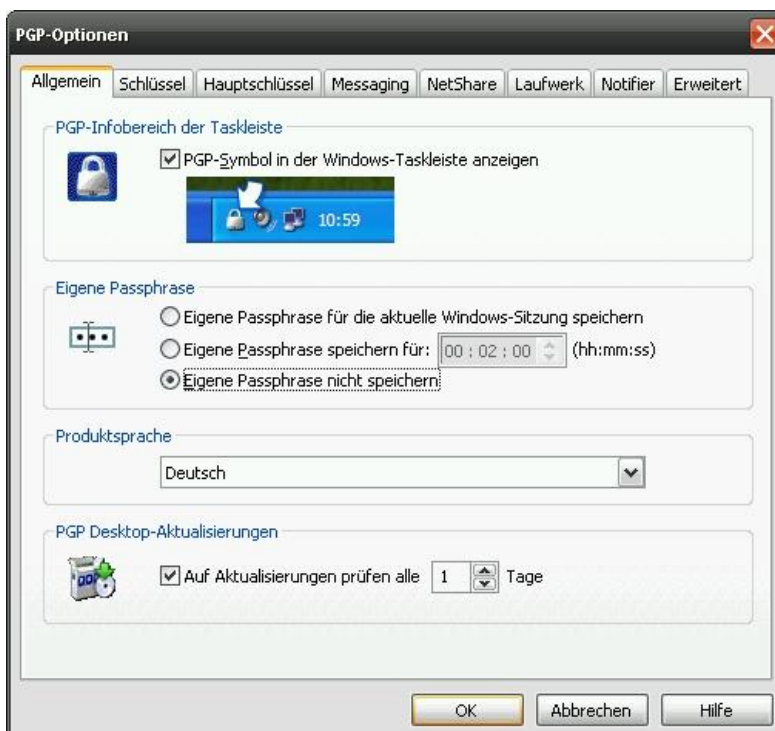 PGP-Optionen
Allgemein Schlüssel Hauptschlüssel Messaging NetShare Laufwerk Notifier Erweitert
PGP-Infobereich der Taskleiste
PGP-Symbol in der Windows-Taskleiste anzeigen
10:59
Eigene Passphrase
Eigene Passphrase für die aktuelle Windows-Sitzung speichern
Eigene Passphrase speichern für: 00 : 02 : 00 (hh:mm:ss)
Eigene Passphrase nicht speichern
Produktsprache
Deutsch
PGP Desktop-Aktualisierungen
Auf Aktualisierungen prüfen alle 1 Tage
OK Abbrechen Hilfe